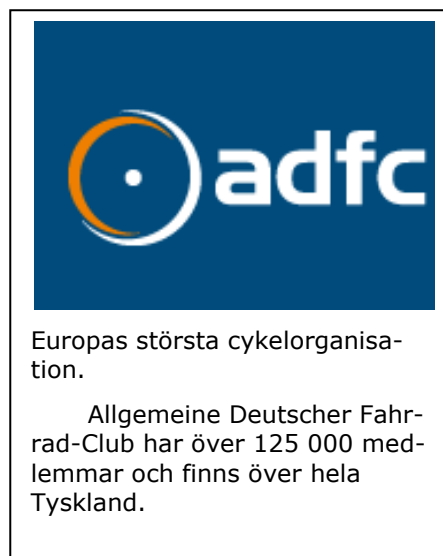 adfc
Europas största cykelorganisa-
tion.
Allgemeine Deutscher Fahr-
rad-Club har över 125 000 med-
lemmar och finns över hela
Tyskland.